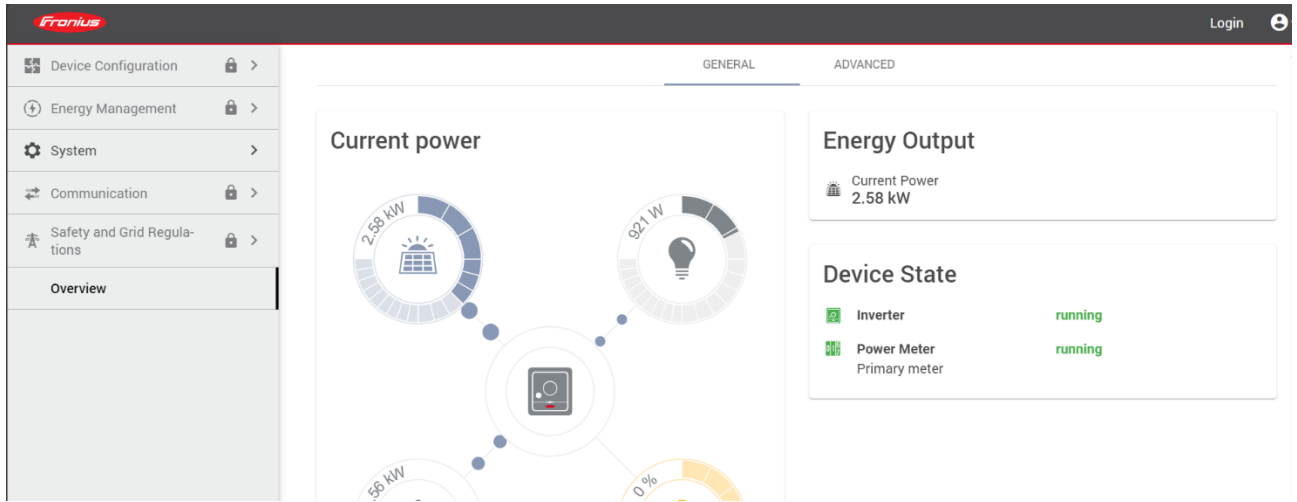 Fronius
Login
Device Configuration
Energy Management
System
Communication
Safety and Grid Regula-
tions
Overview
GENERAL
ADVANCED
Current power
2.58 kW
921 W
0 %
Energy Output
Current Power
2.58 kW
Device State
Inverter
running
Power Meter
running
Primary meter